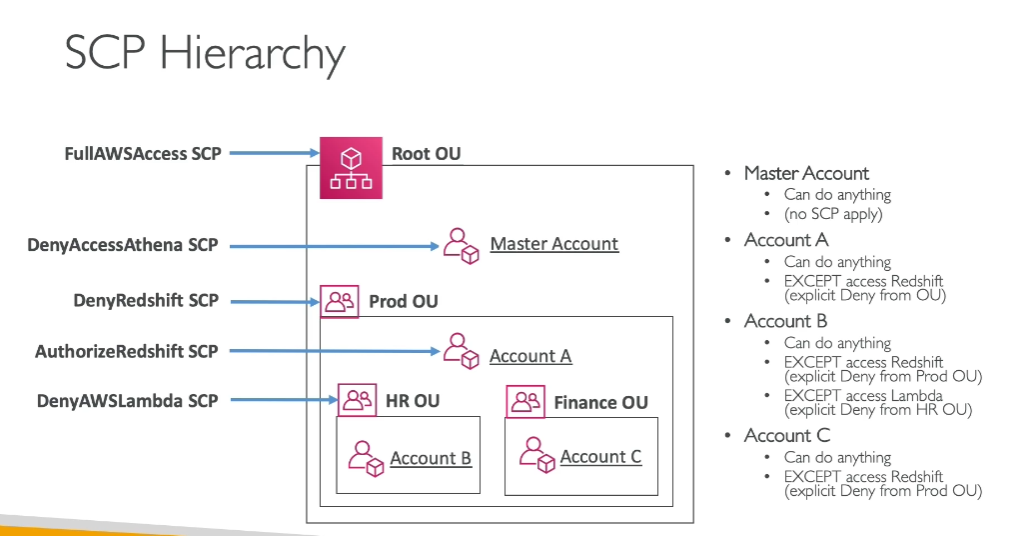 SCP Hierarchy
FullAWSAccess SCP
Root OU
DenyAccessAthena SCP
Master Account
DenyRedshift SCP
Prod OU
AuthorizeRedshift SCP
Account A
DenyAWSLambda SCP
HR OU
Finance OU
Account B
Account C
• Master Account
• Can do anything
• (no SCP apply)
• Account A
• Can do anything
• EXCEPT access Redshift
(explicit Deny from OU)
• Account B
• Can do anything
• EXCEPT access Redshift
(explicit Deny from Prod OU)
• EXCEPT access Lambda
(explicit Deny from HR OU)
• Account C
• Can do anything
• EXCEPT access Redshift
(explicit Deny from Prod OU)